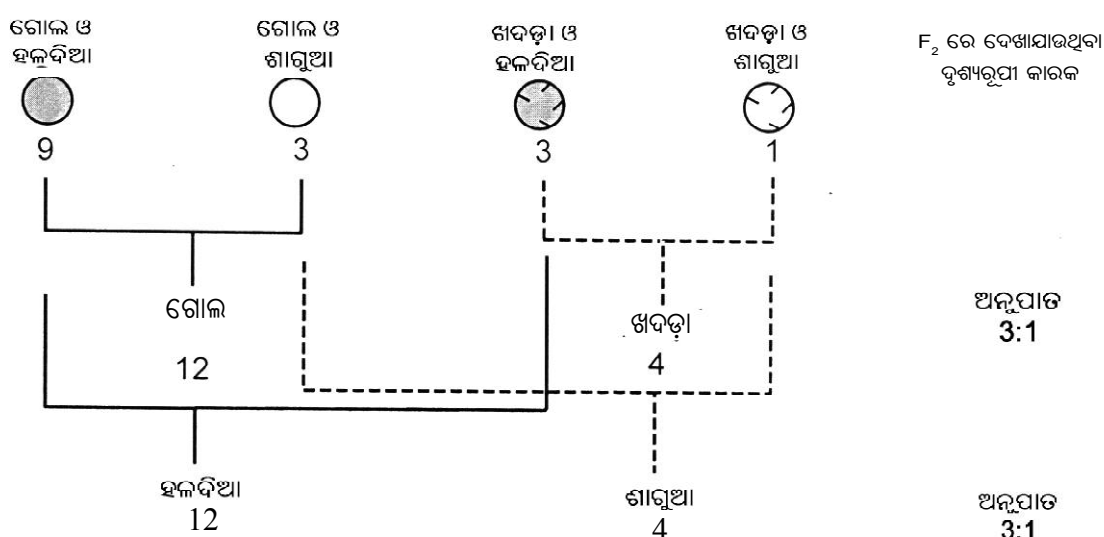 ଗୋଲ ଓ
ହଳଦିଆ
ଗୋଲ ଓ
ଶାଗୁଆ
ଖଦଡ଼ା ଓ
ହଳଦିଆ
ଖଦଡ଼ା ଓ
ଶାଗୁଆ
F2 ରେ ଦେଖାଯାଉଥିବା
ଦୃଶ୍ୟରୂପୀ କାରକ
9
3
3
1
ଗୋଲ
12
ଖଦଡ଼ା
4
ଅନୁପାତ
3:1
ହଳଦିଆ
12
ଶାଗୁଆ
4
ଅନୁପାତ
3:1